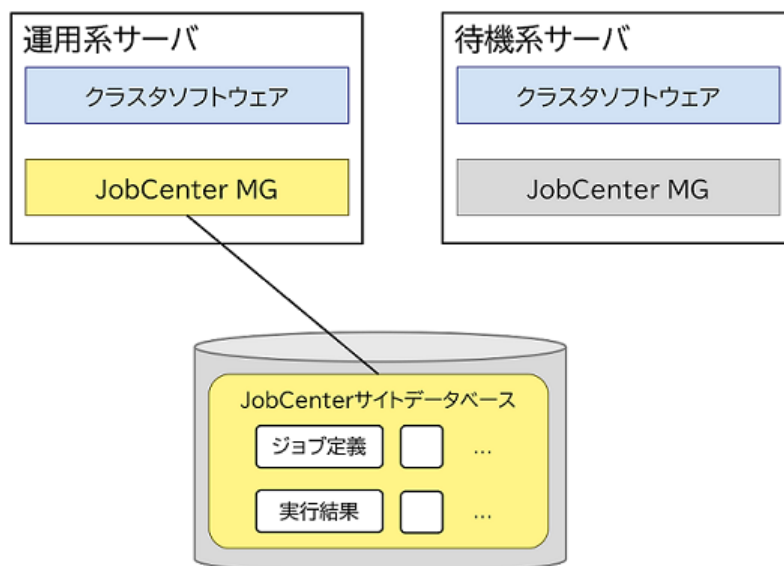 運用系サーバ
クラスタソフトウェア
JobCenter MG
待機系サーバ
クラスタソフトウェア
JobCenter MG
JobCenterサイトデータベース
ジョブ定義
...
実行結果
...